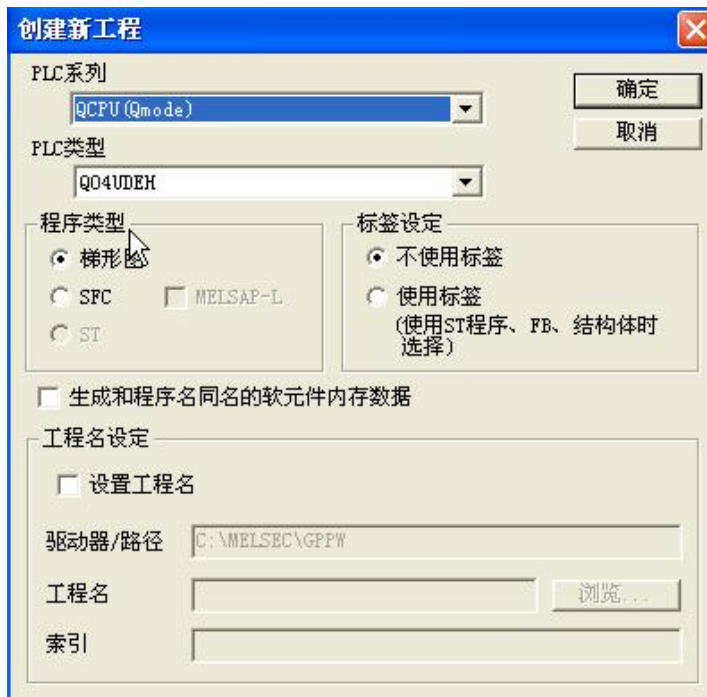 创建新工程
PLC系列
QCPU(Qmode)
确定
取消
PLC类型
Q04UDEH
程序类型
梯形图
SFC
MELSAP-L
ST
标签设定
不使用标签
使用标签
(使用ST程序、FB、结构体时
选择)
生成和程序名同名的软元件内存数据
工程名设定
设置工程名
驱动器/路径
C:\MELSEC\GPPW
工程名
浏览...
索引